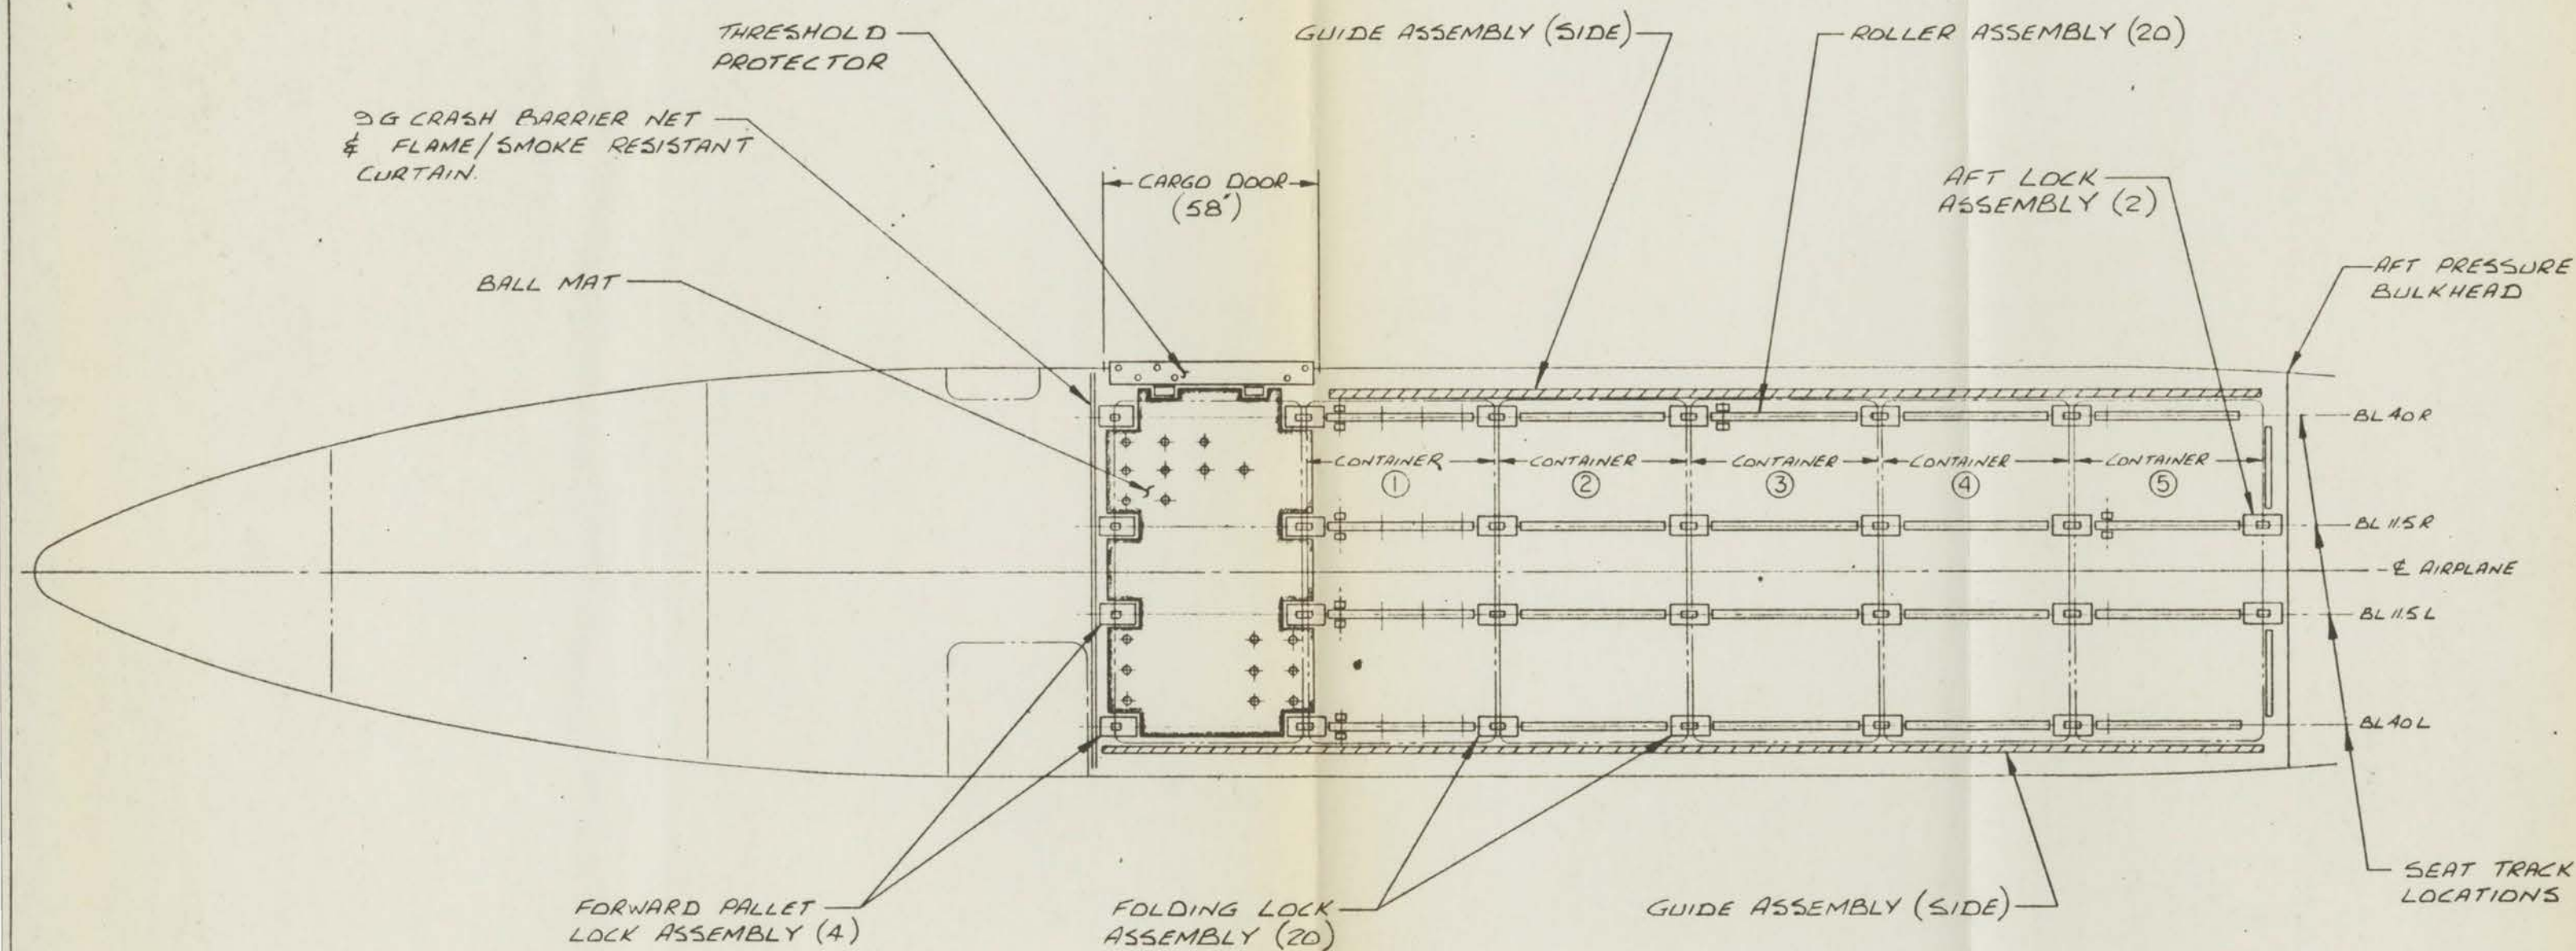 THRESHOLD
PROTECTOR
GUIDE ASSEMBLY (SIDE)
ROLLER ASSEMBLY (20)
9G CRASH BARRIER NET
& FLAME/SMOKE RESISTANT
CURTAIN.
CARGO DOOR
(58")
AFT LOCK
ASSEMBLY (2)
BALL MAT
AFT PRESSURE
BULKHEAD
BL 40R
CONTAINER
①
CONTAINER
②
CONTAINER
③
CONTAINER
④
CONTAINER
⑤
BL 11.5 R
℄ AIRPLANE
BL 11.5 L
BL 40L
SEAT TRACK
LOCATIONS
FORWARD PALLET
LOCK ASSEMBLY (4)
FOLDING LOCK
ASSEMBLY (20)
GUIDE ASSEMBLY (SIDE)